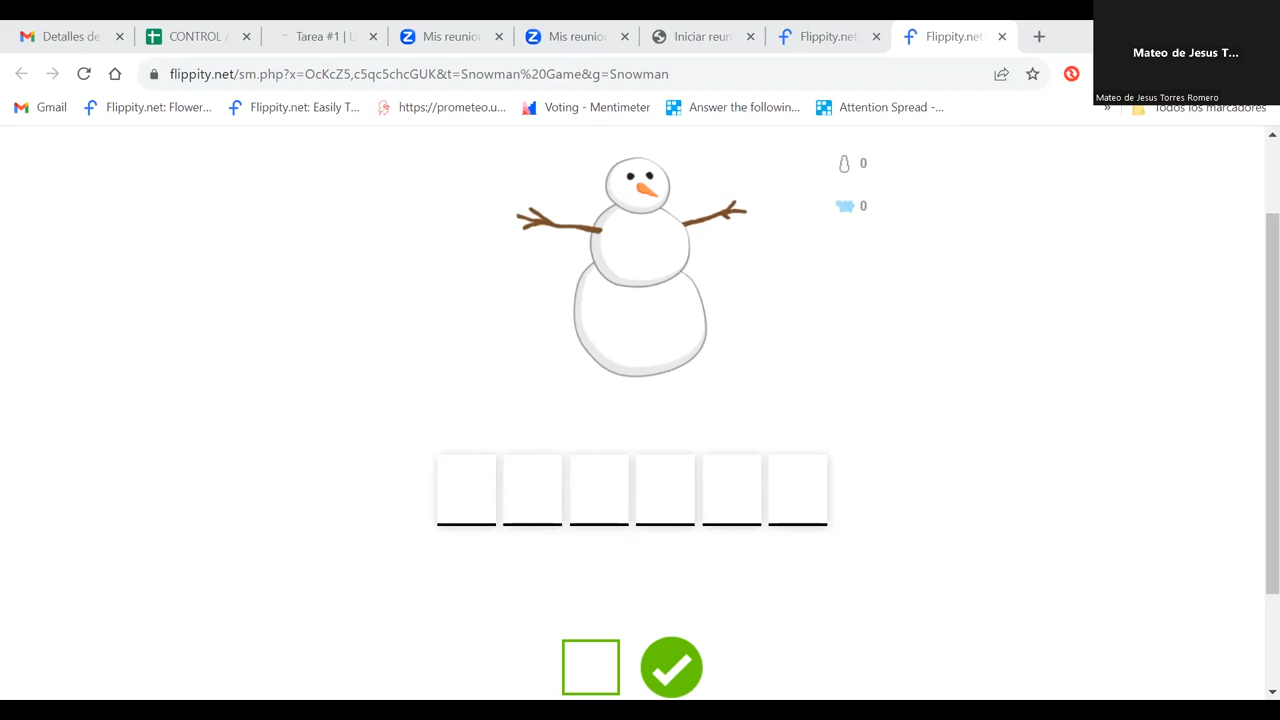 Detalles de
CONTROL
Tarea #1 | U
Mis reunion
Mis reunion
Iniciar reun
Flippity.net
Flippity.net
Mateo de Jesus T...
flippity.net/sm.php?x=OcKcZ5,c5qc5chcGUK&t=Snowman%20Game&g=Snowman
Mateo de Jesus Torres Romero
Gmail
Flippity.net: Flower...
Flippity.net: Easily T...
https://prometeo.u...
Voting - Mentimeter
Answer the followin...
Attention Spread -...
»
Todos los marcadores
0
0